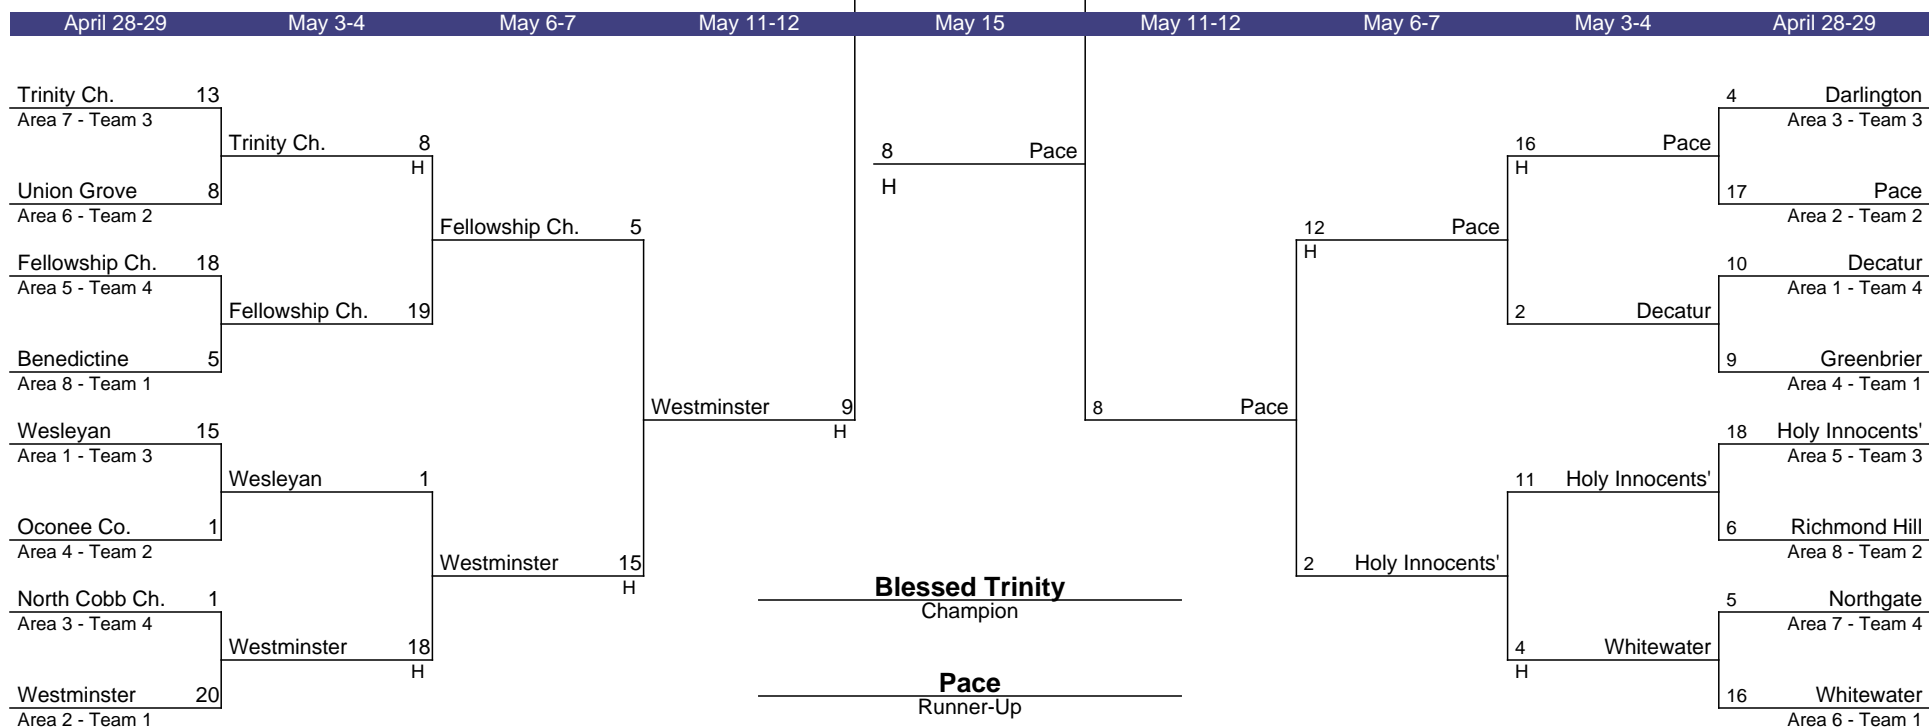 April 28-29 May 3-4 May 6-7 May 11-12 May 15 May 11-12 May 6-7 May 3-4 April 28-29
Trinity Ch. 13
Area 7 - Team 3
Trinity Ch. 8
H
Union Grove 8
Area 6 - Team 2
Fellowship Ch. 5
Fellowship Ch. 18
Area 5 - Team 4
Fellowship Ch. 19
Benedictine 5
Area 8 - Team 1
Westminster 9
H
Wesleyan 15
Area 1 - Team 3
Wesleyan 1
Oconee Co. 1
Area 4 - Team 2
Westminster 15
H
North Cobb Ch. 1
Area 3 - Team 4
Westminster 18
H
Westminster 20
Area 2 - Team 1
8 Pace
H
Blessed Trinity
Champion
Pace
Runner-Up
4 Darlington
Area 3 - Team 3
16 Pace
H
17 Pace
Area 2 - Team 2
12 Pace
H
10 Decatur
Area 1 - Team 4
2 Decatur
9 Greenbrier
Area 4 - Team 1
8 Pace
18 Holy Innocents'
Area 5 - Team 3
11 Holy Innocents'
6 Richmond Hill
Area 8 - Team 2
2 Holy Innocents'
5 Northgate
Area 7 - Team 4
4 Whitewater
H
16 Whitewater
Area 6 - Team 1